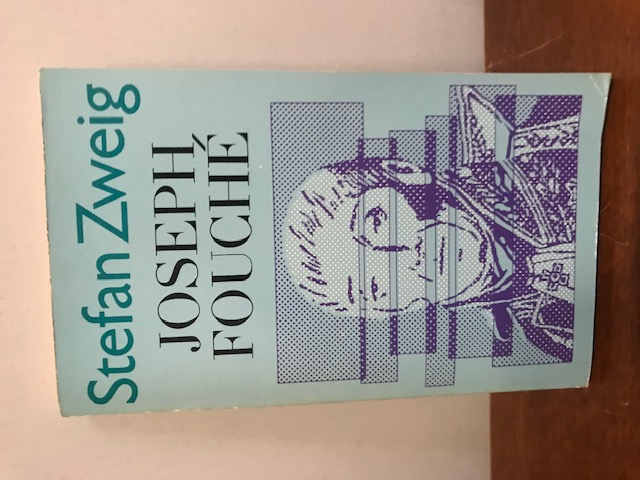 Stefan Zweig
JOSEPH
FOUCHÉ